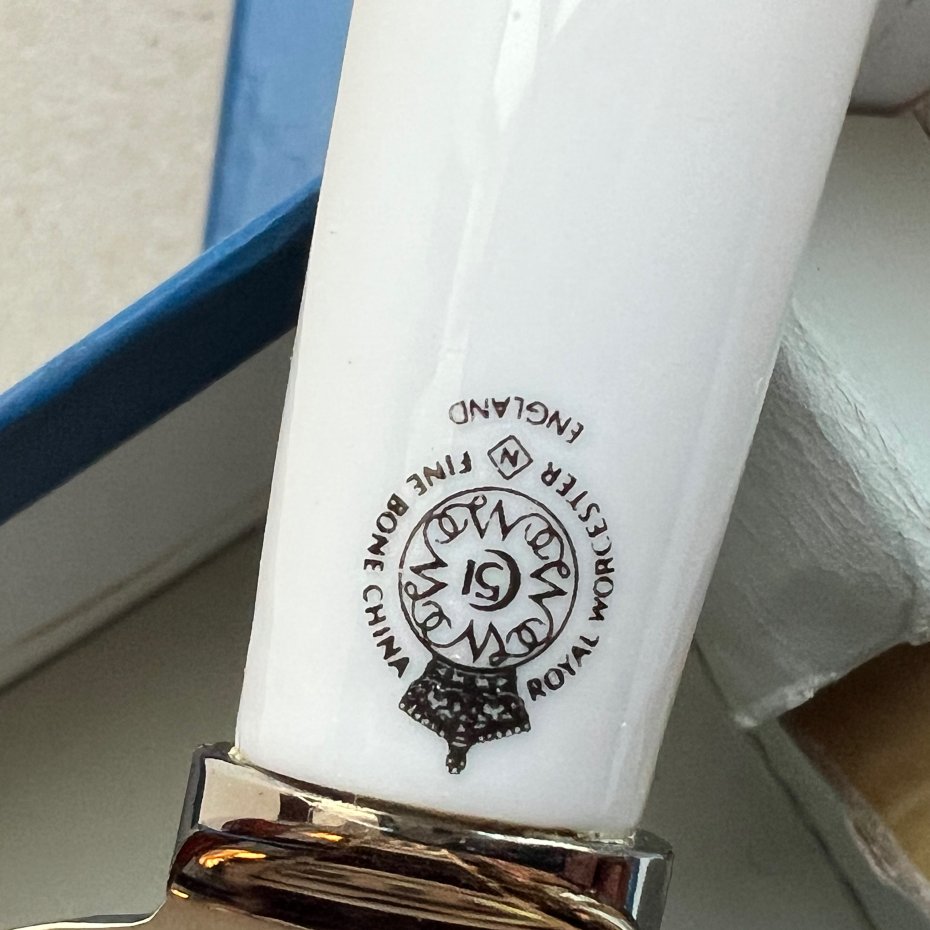 51
ROYAL WORCESTER N FINE BONE CHINA
ENGLAND